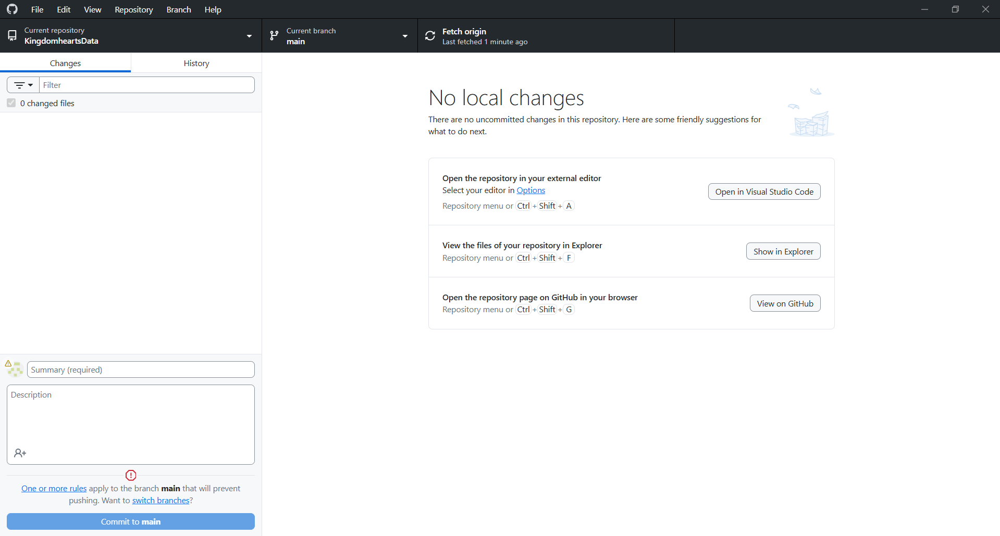 File Edit View Repository Branch Help
Current repository
KingdomheartsData
Current branch
main
Fetch origin
Last fetched 1 minute ago
Changes
History
Filter
0 changed files
No local changes
There are no uncommitted changes in this repository. Here are some friendly suggestions for
what to do next.
Open the repository in your external editor
Select your editor in Options
Repository menu or Ctrl + Shift + A
Open in Visual Studio Code
View the files of your repository in Explorer
Repository menu or Ctrl + Shift + F
Show in Explorer
Open the repository page on GitHub in your browser
Repository menu or Ctrl + Shift + G
View on GitHub
Summary (required)
Description
One or more rules apply to the branch main that will prevent
pushing. Want to switch branches?
Commit to main